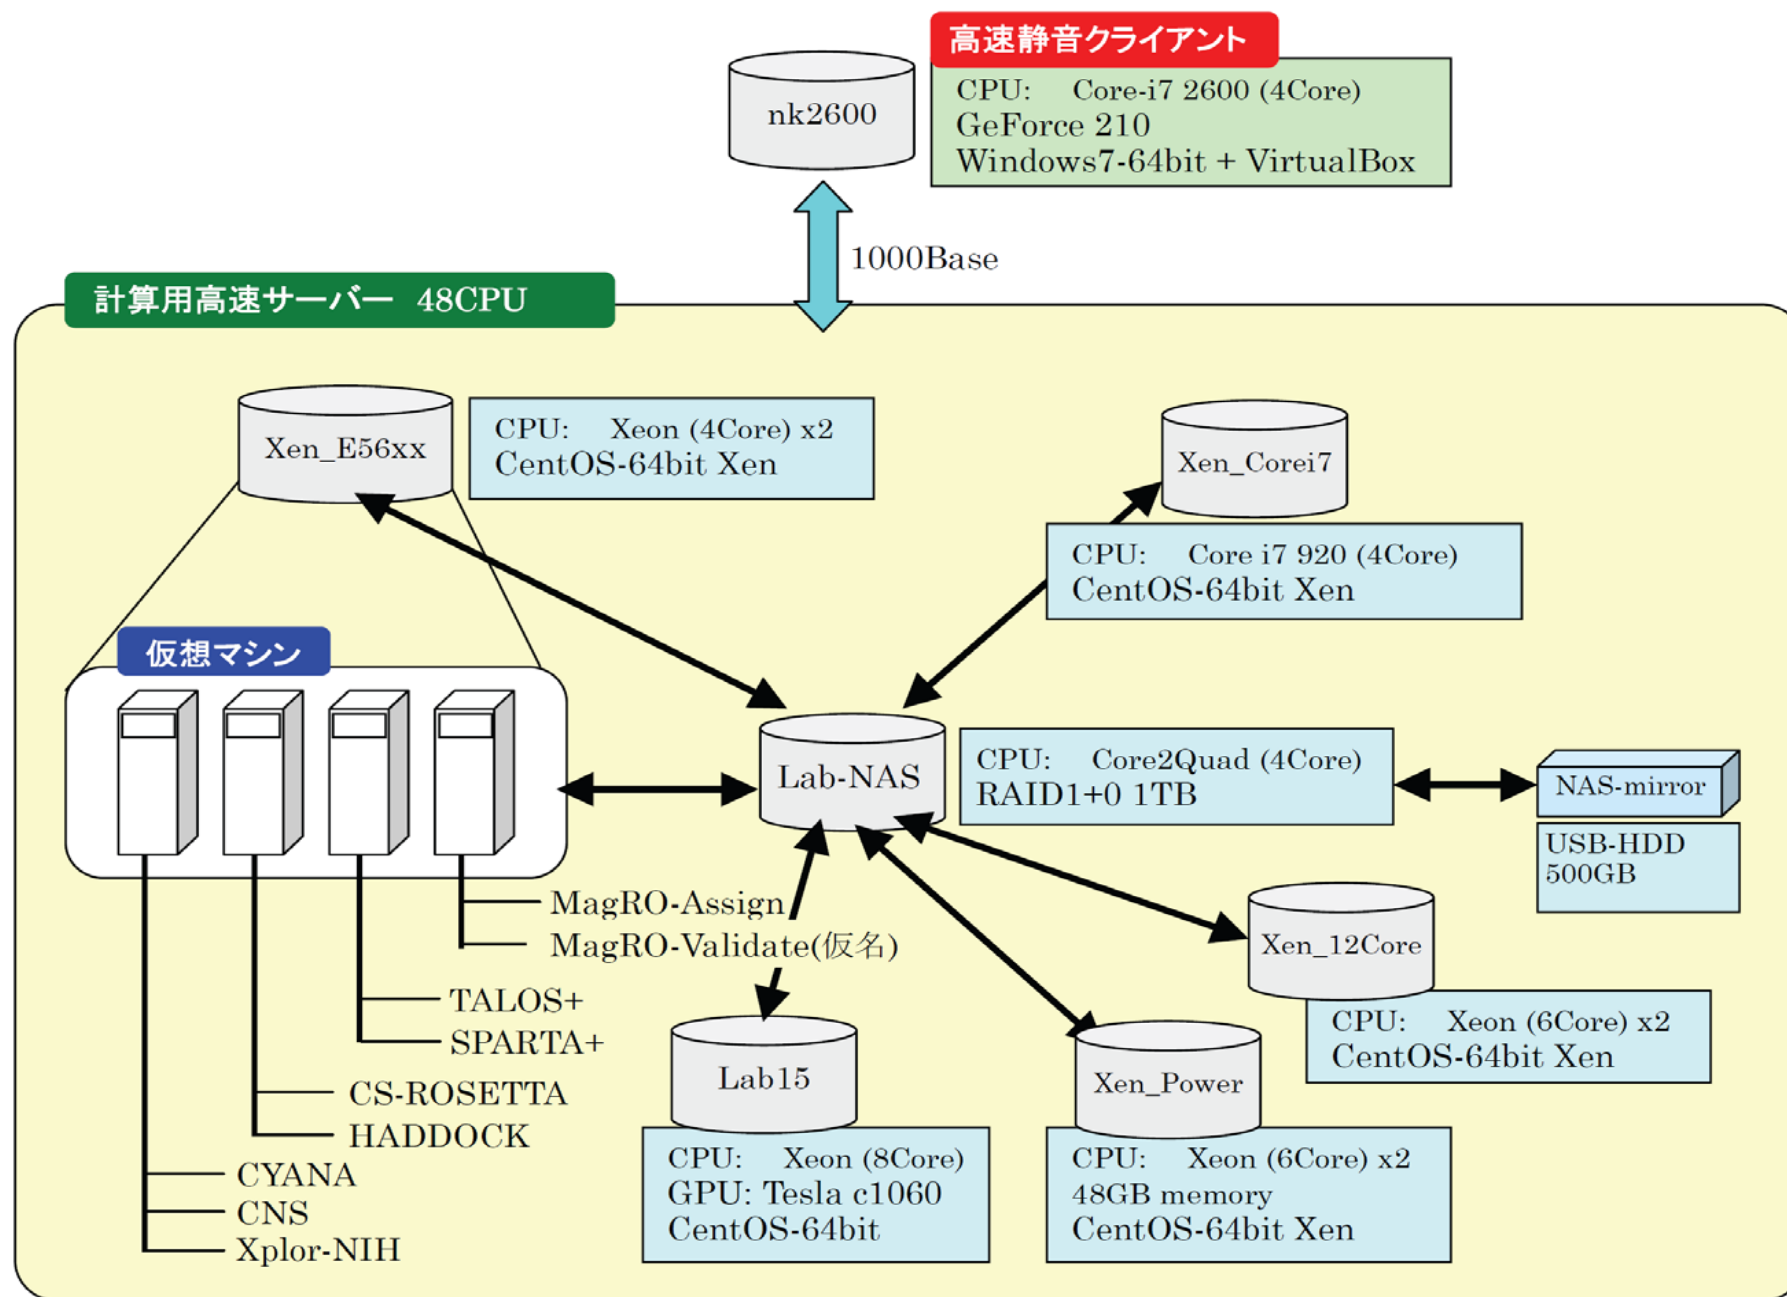 高速静音クライアント
nk2600
CPU: Core-i7 2600 (4Core)
GeForce 210
Windows7-64bit + VirtualBox
1000Base
計算用高速サーバー 48CPU
Xen_E56xx
CPU: Xeon (4Core) x2
CentOS-64bit Xen
Xen_Corei7
CPU: Core i7 920 (4Core)
CentOS-64bit Xen
仮想マシン
Lab-NAS
CPU: Core2Quad (4Core)
RAID1+0 1TB
NAS-mirror
USB-HDD
500GB
MagRO-Assign
MagRO-Validate(仮名)
TALOS+
SPARTA+
CS-ROSETTA
HADDOCK
CYANA
CNS
Xplor-NIH
Xen_12Core
CPU: Xeon (6Core) x2
CentOS-64bit Xen
Lab15
CPU: Xeon (8Core)
GPU: Tesla c1060
CentOS-64bit
Xen_Power
CPU: Xeon (6Core) x2
48GB memory
CentOS-64bit Xen